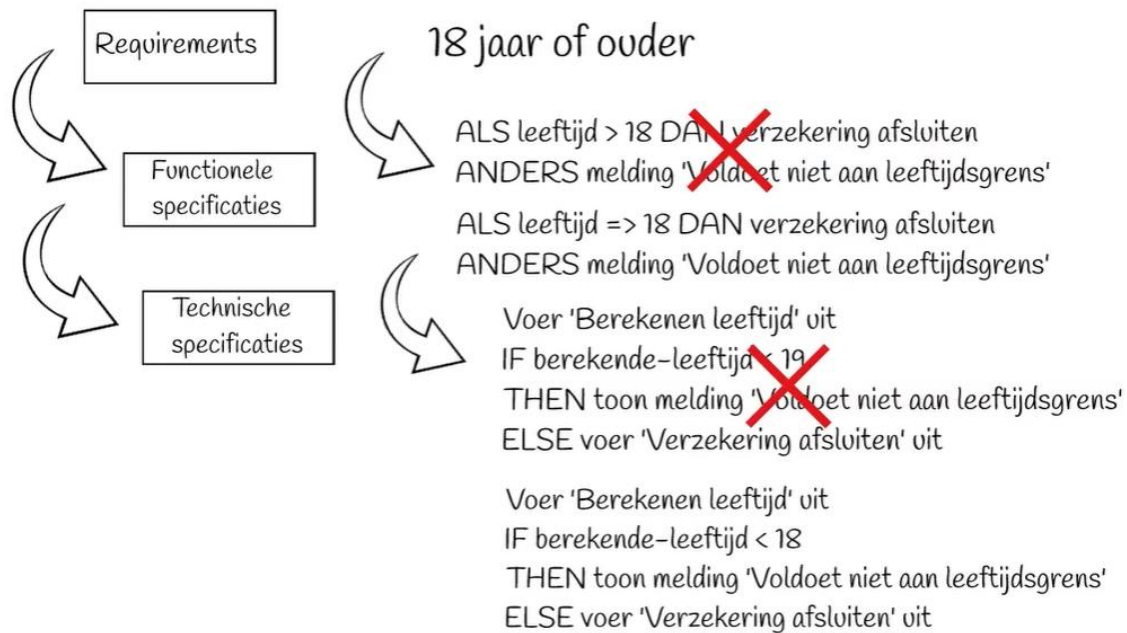 Requirements
18 jaar of ouder
Functionele
specificaties
ALS leeftijd > 18 DAN verzekering afsluiten
ANDERS melding 'Voldoet niet aan leeftijdsgrens'
ALS leeftijd => 18 DAN verzekering afsluiten
ANDERS melding 'Voldoet niet aan leeftijdsgrens'
Technische
specificaties
Voer 'Berekenen leeftijd' uit
IF berekende-leeftijd < 19
THEN toon melding 'Voldoet niet aan leeftijdsgrens'
ELSE voer 'Verzekering afsluiten' uit
Voer 'Berekenen leeftijd' uit
IF berekende-leeftijd < 18
THEN toon melding 'Voldoet niet aan leeftijdsgrens'
ELSE voer 'Verzekering afsluiten' uit